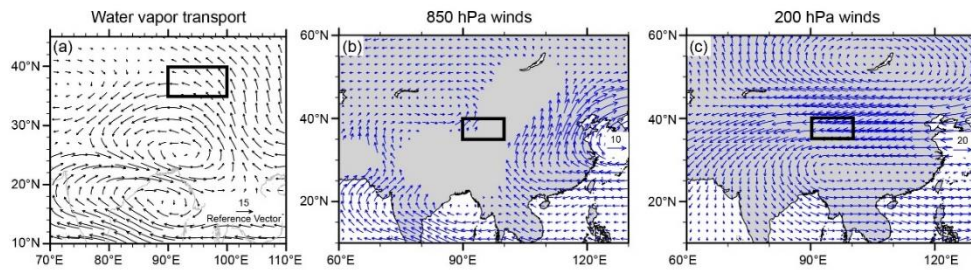 Water vapor transport
850 hPa winds
200 hPa winds
(a)
40°N
30°N
20°N
10°N
70°E
80°E
90°E
100°E
110°E
15
Reference Vector
(b)
60°N
40°N
20°N
60°E
90°E
120°E
10
(c)
60°N
40°N
20°N
60°E
90°E
120°E
20